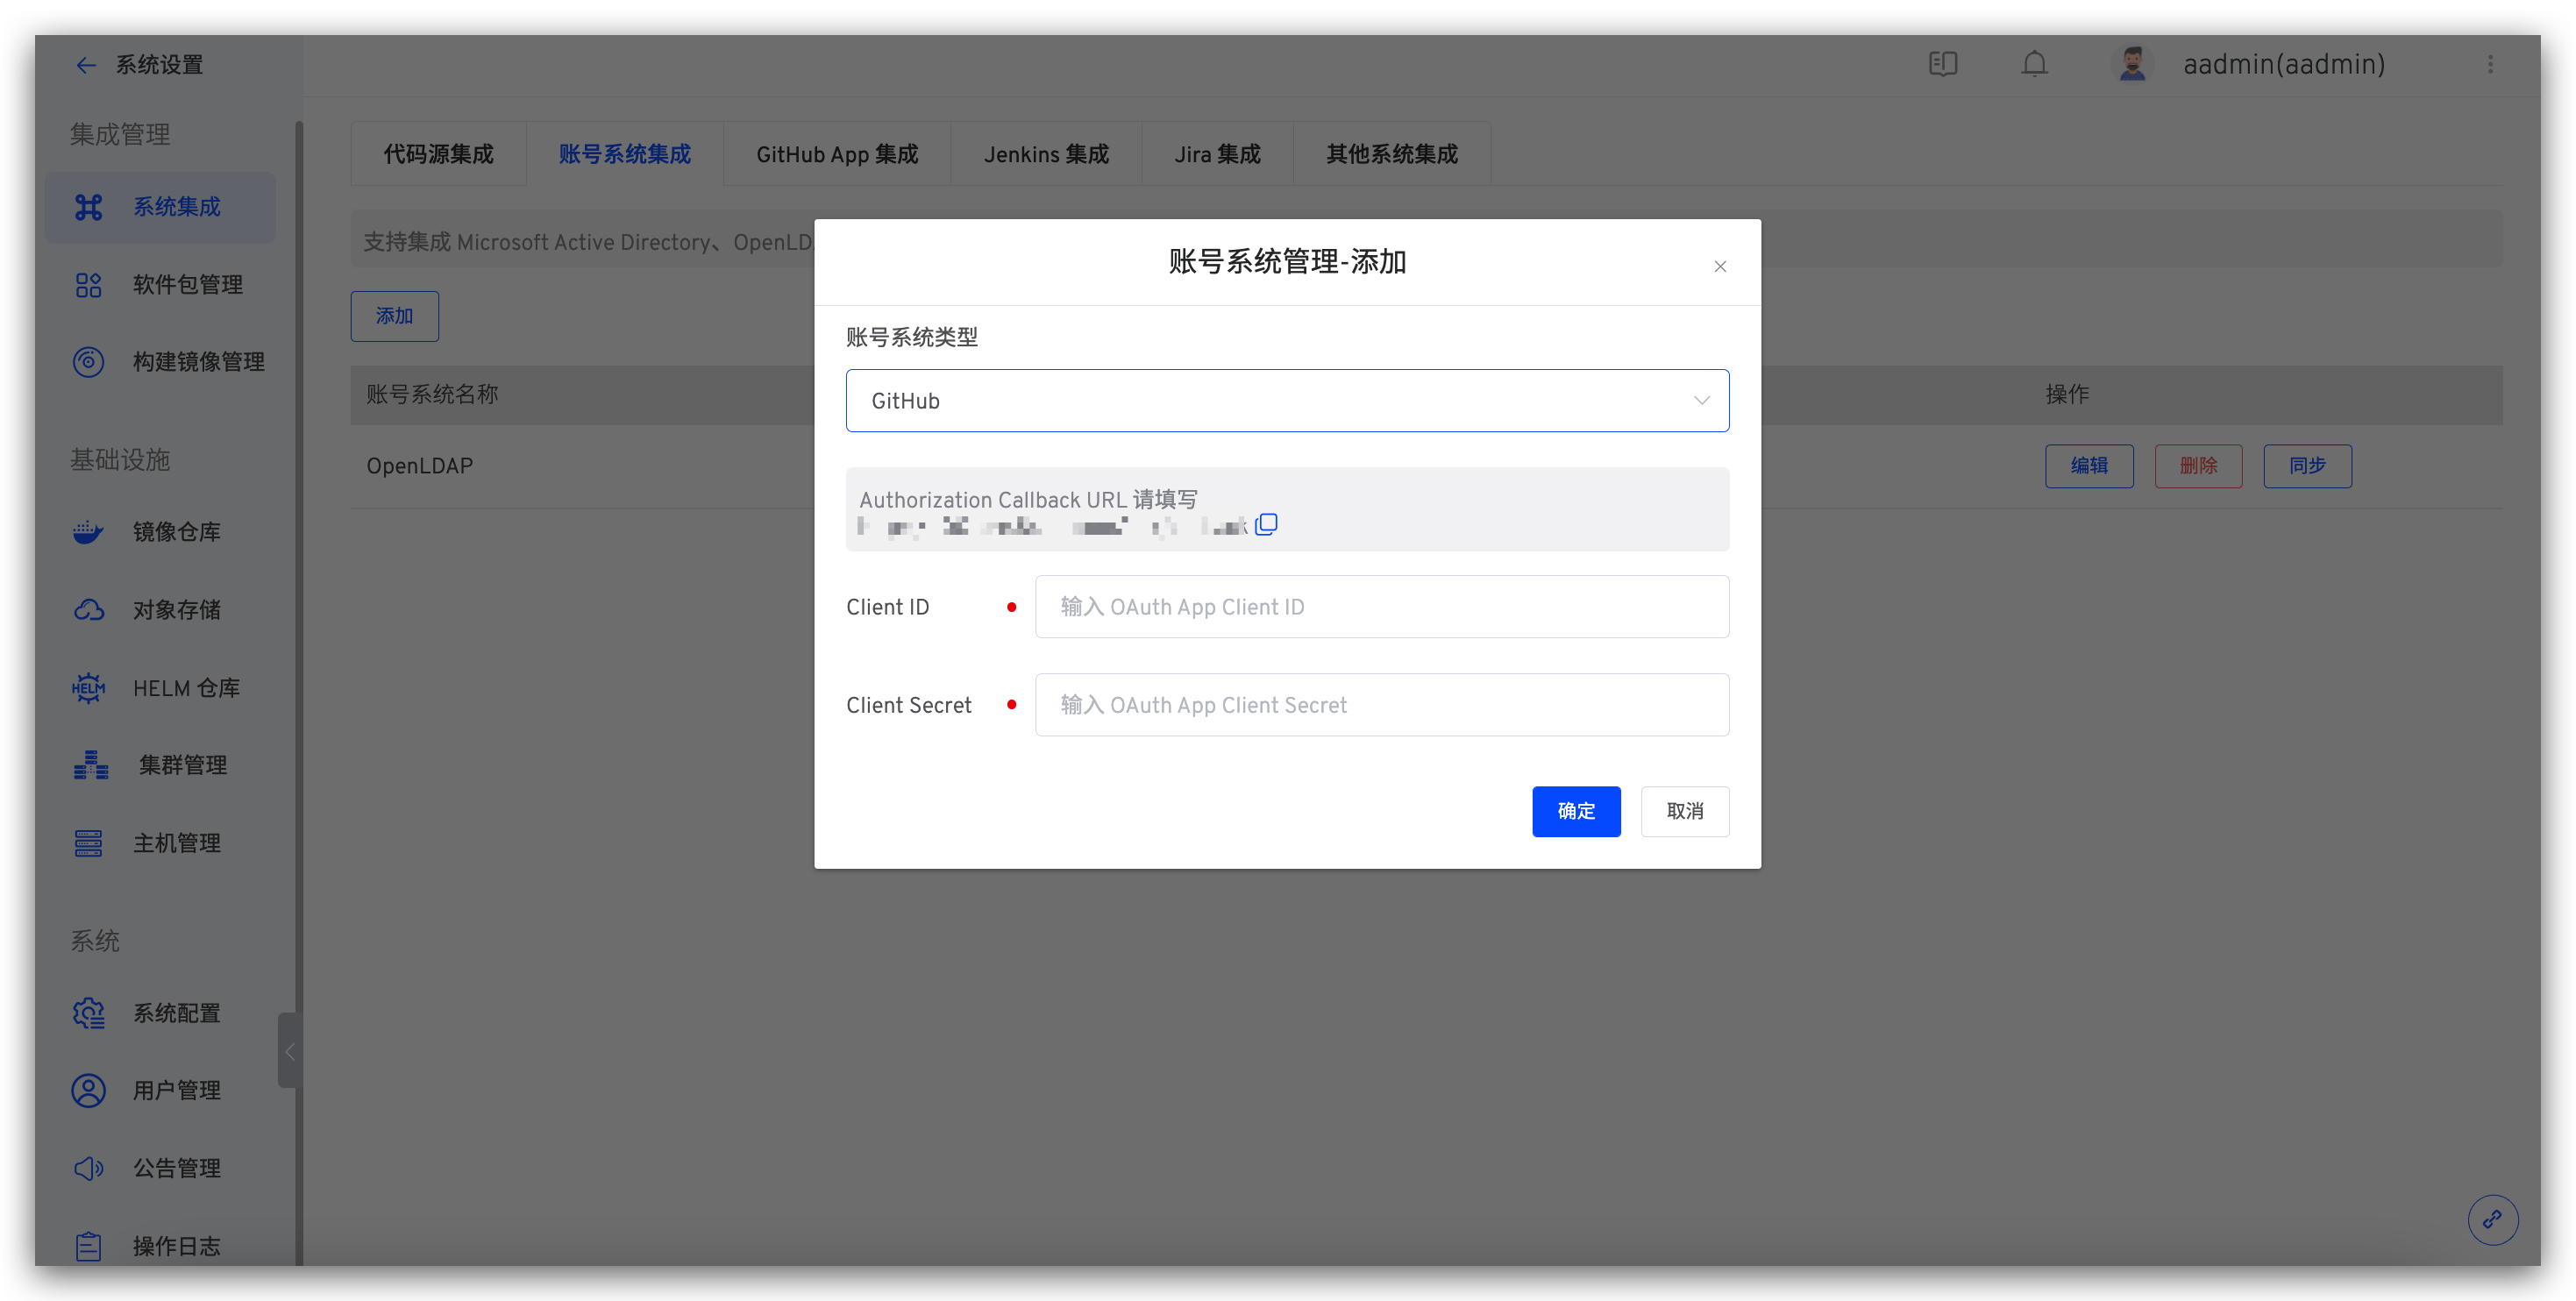 系统设置
aadmin(aadmin)
集成管理
系统集成
软件包管理
构建镜像管理
基础设施
镜像仓库
对象存储
HELM
HELM 仓库
集群管理
主机管理
系统
系统配置
用户管理
公告管理
操作日志
代码源集成
账号系统集成
GitHub App 集成
Jenkins 集成
Jira 集成
其他系统集成
支持集成 Microsoft Active Directory、OpenLD
添加
账号系统名称
操作
OpenLDAP
编辑
删除
同步
账号系统管理-添加
账号系统类型
GitHub
Authorization Callback URL 请填写
Client ID
输入 OAuth App Client ID
Client Secret
输入 OAuth App Client Secret
确定
取消